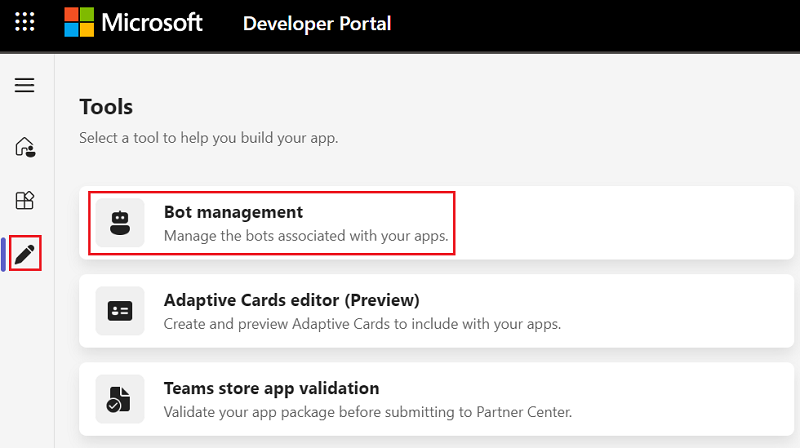 Microsoft Developer Portal
Tools
Select a tool to help you build your app.
Bot management
Manage the bots associated with your apps.
Adaptive Cards editor (Preview)
Create and preview Adaptive Cards to include with your apps.
Teams store app validation
Validate your app package before submitting to Partner Center.